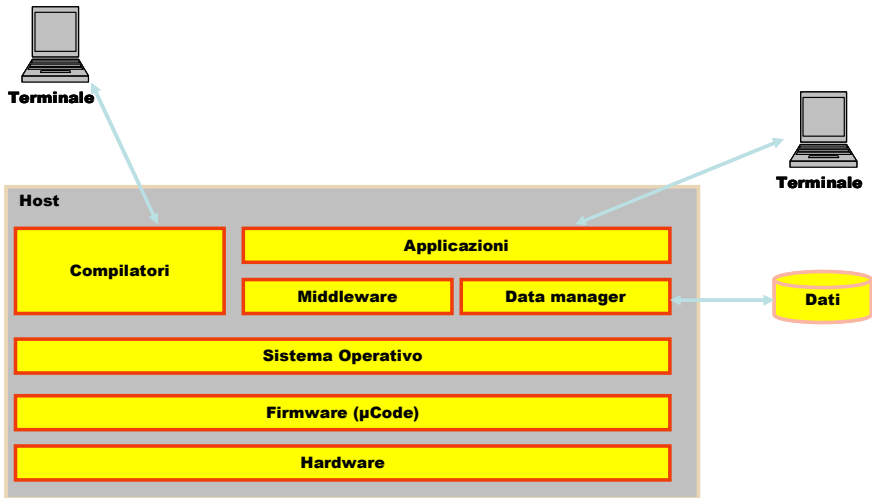 Terminale
Terminale
Host
Compilatori
Applicazioni
Middleware
Data manager
Dati
Sistema Operativo
Firmware (µCode)
Hardware